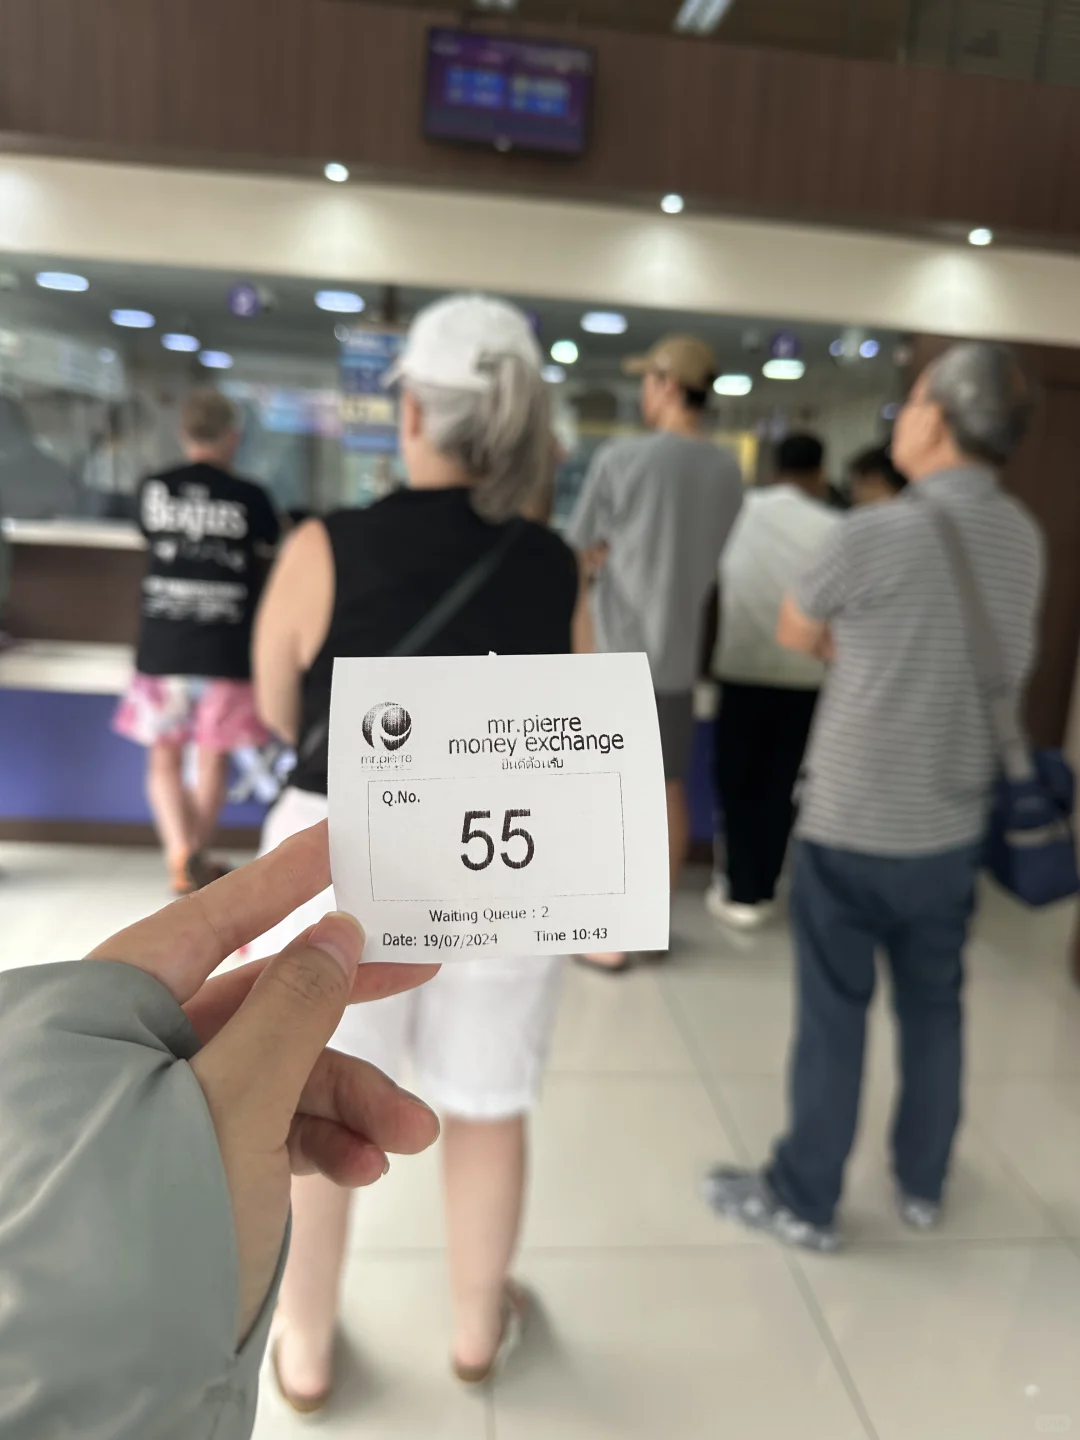 BEATLES
mr.pierre
mr.pierre
money exchange
ยินดีต้อนรับ
Q.No.
55
Waiting Queue : 2
Date: 19/07/2024 Time 10:43